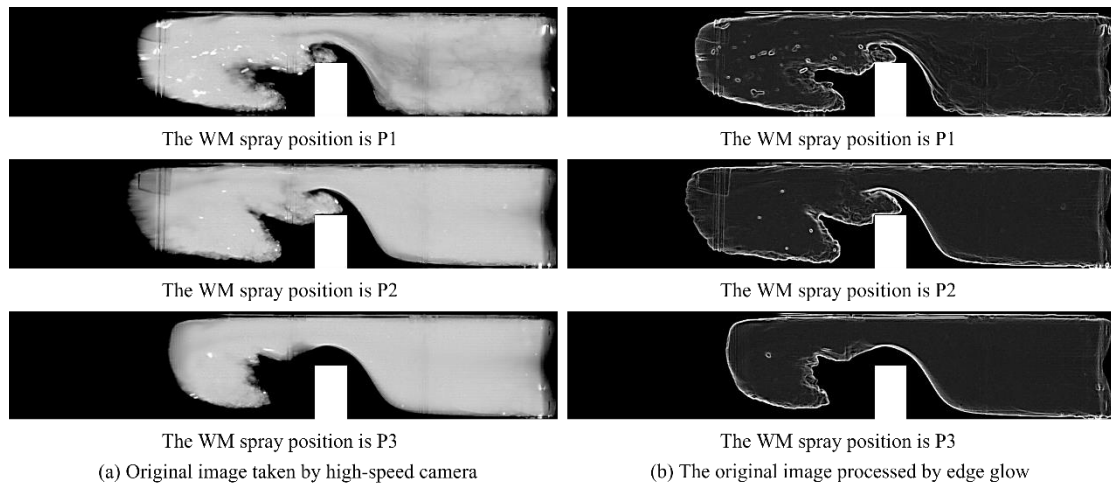 The WM spray position is P1
The WM spray position is P1
The WM spray position is P2
The WM spray position is P2
The WM spray position is P3
The WM spray position is P3
(a) Original image taken by high-speed camera
(b) The original image processed by edge glow